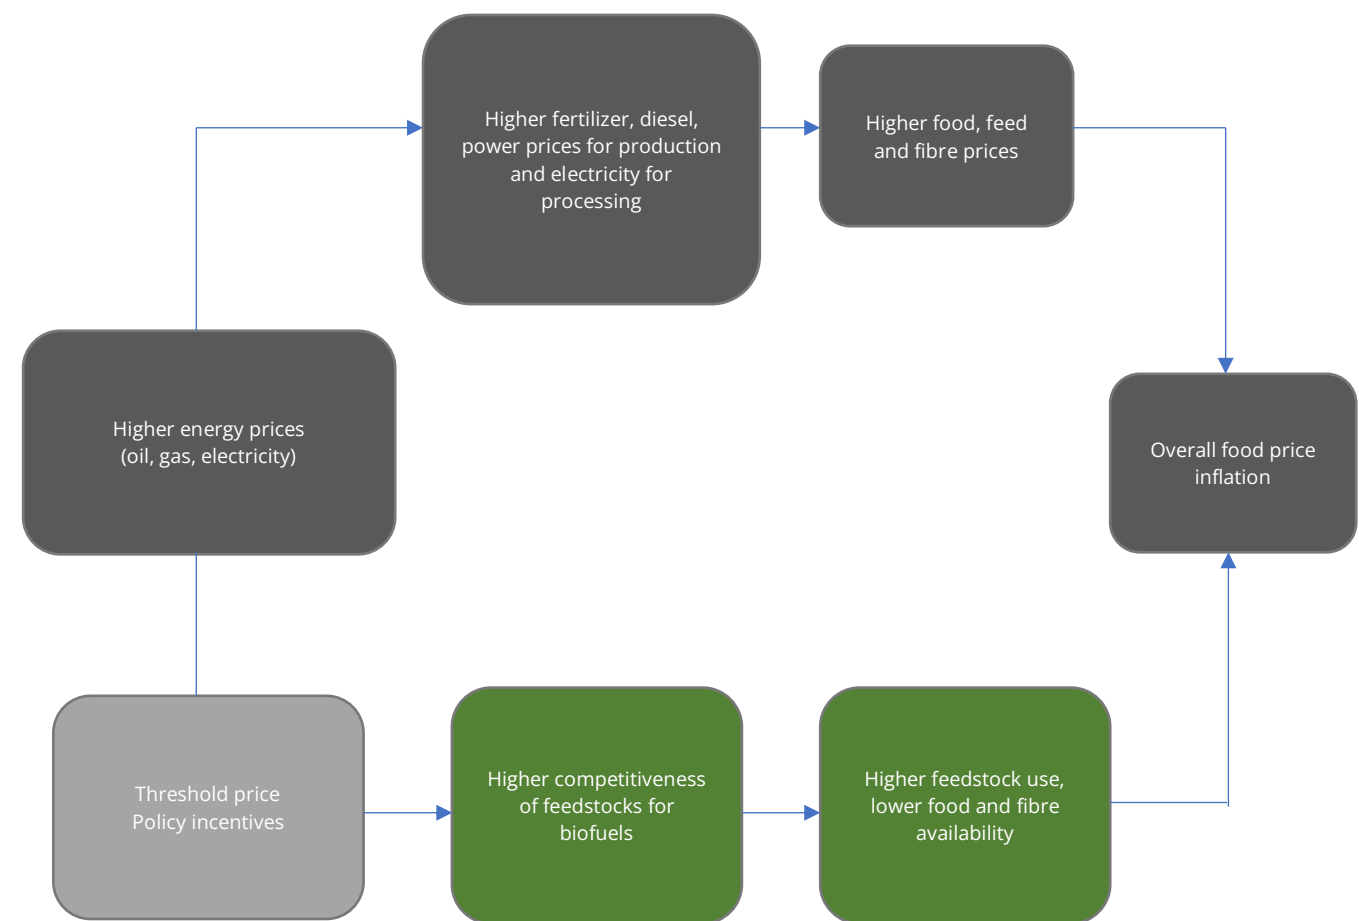 Higher fertilizer, diesel,
power prices for production
and electricity for
processing
Higher food, feed
and fibre prices
Higher energy prices
(oil, gas, electricity)
Overall food price
inflation
Threshold price
Policy incentives
Higher competitiveness
of feedstocks for
biofuels
Higher feedstock use,
lower food and fibre
availability